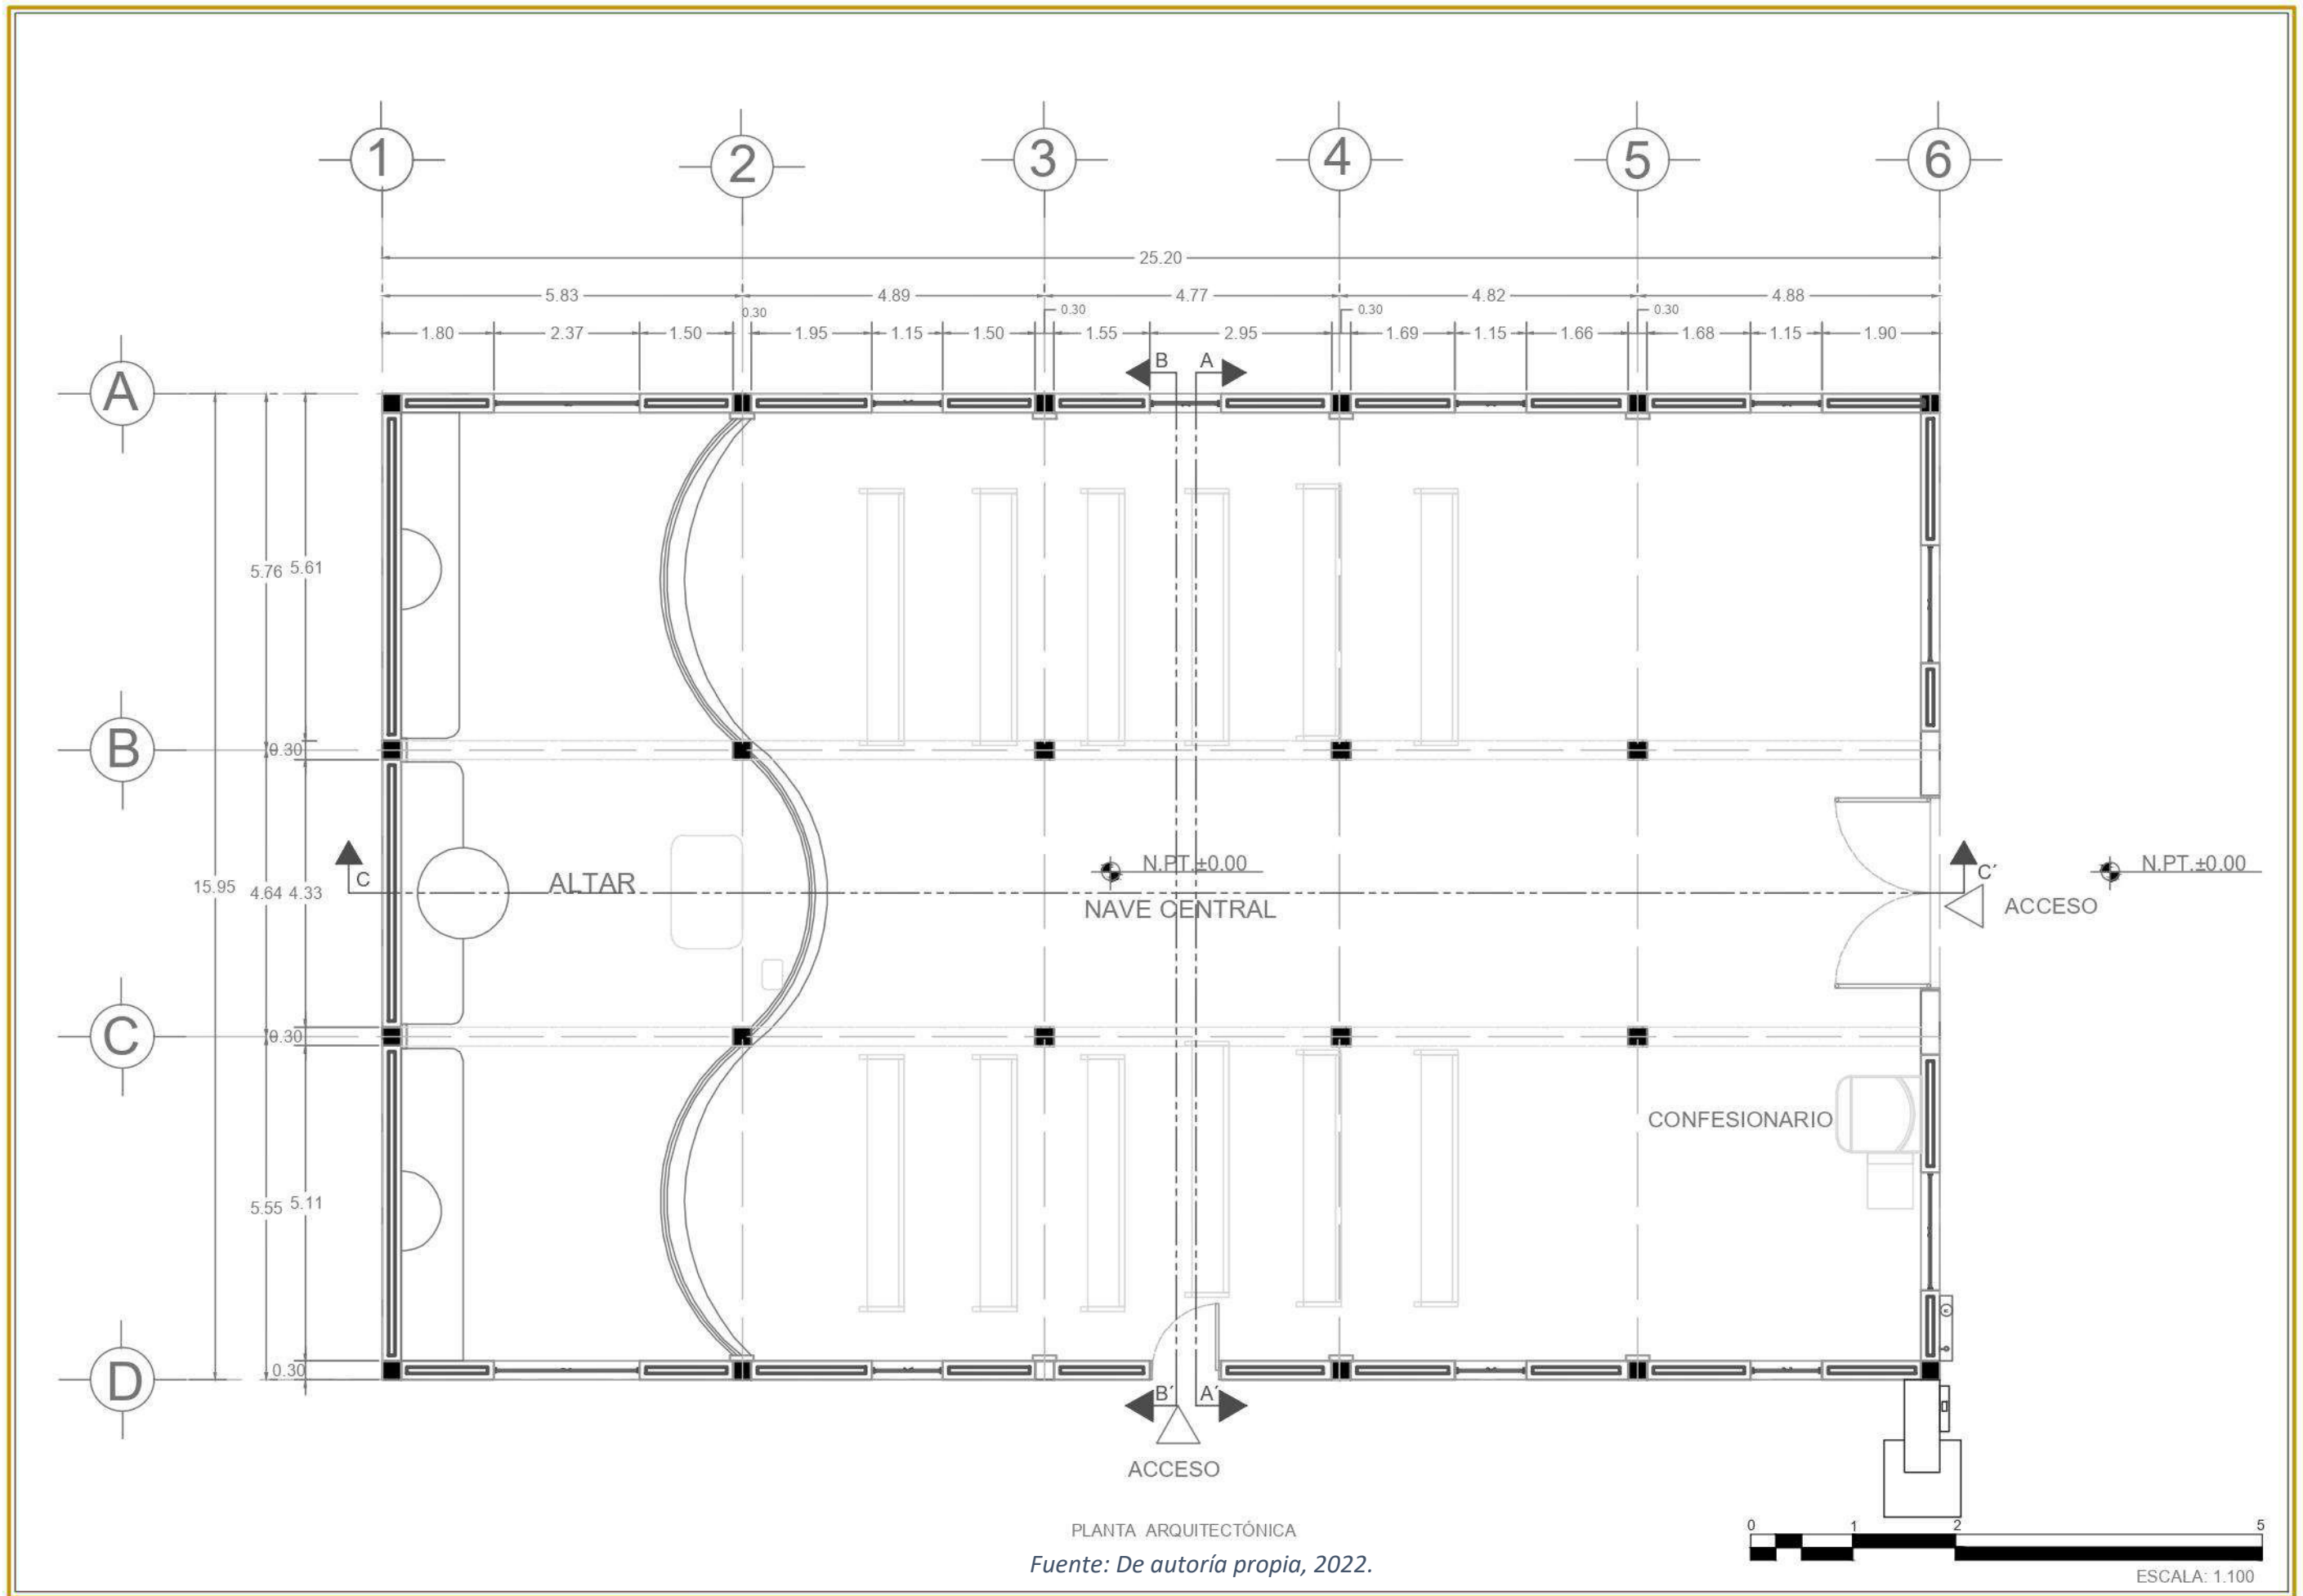 1 2 3 4 5 6
25.20
5.83 4.89 4.77 4.82 4.88
0.30 0.30 0.30 0.30
1.80 2.37 1.50 1.95 1.15 1.50 1.55 2.95 1.69 1.15 1.66 1.68 1.15 1.90
B A
A
5.76 5.61
B
0.30
N.PT.±0.00 N.PT.±0.00
C ALTAR C´
15.95 4.64 4.33
NAVE CENTRAL ACCESO
C
0.30
CONFESIONARIO
5.55 5.11
0.30
D
B´ A´
ACCESO
PLANTA ARQUITECTÓNICA
Fuente: De autoría propia, 2022.
0 1 2 5
ESCALA: 1.100